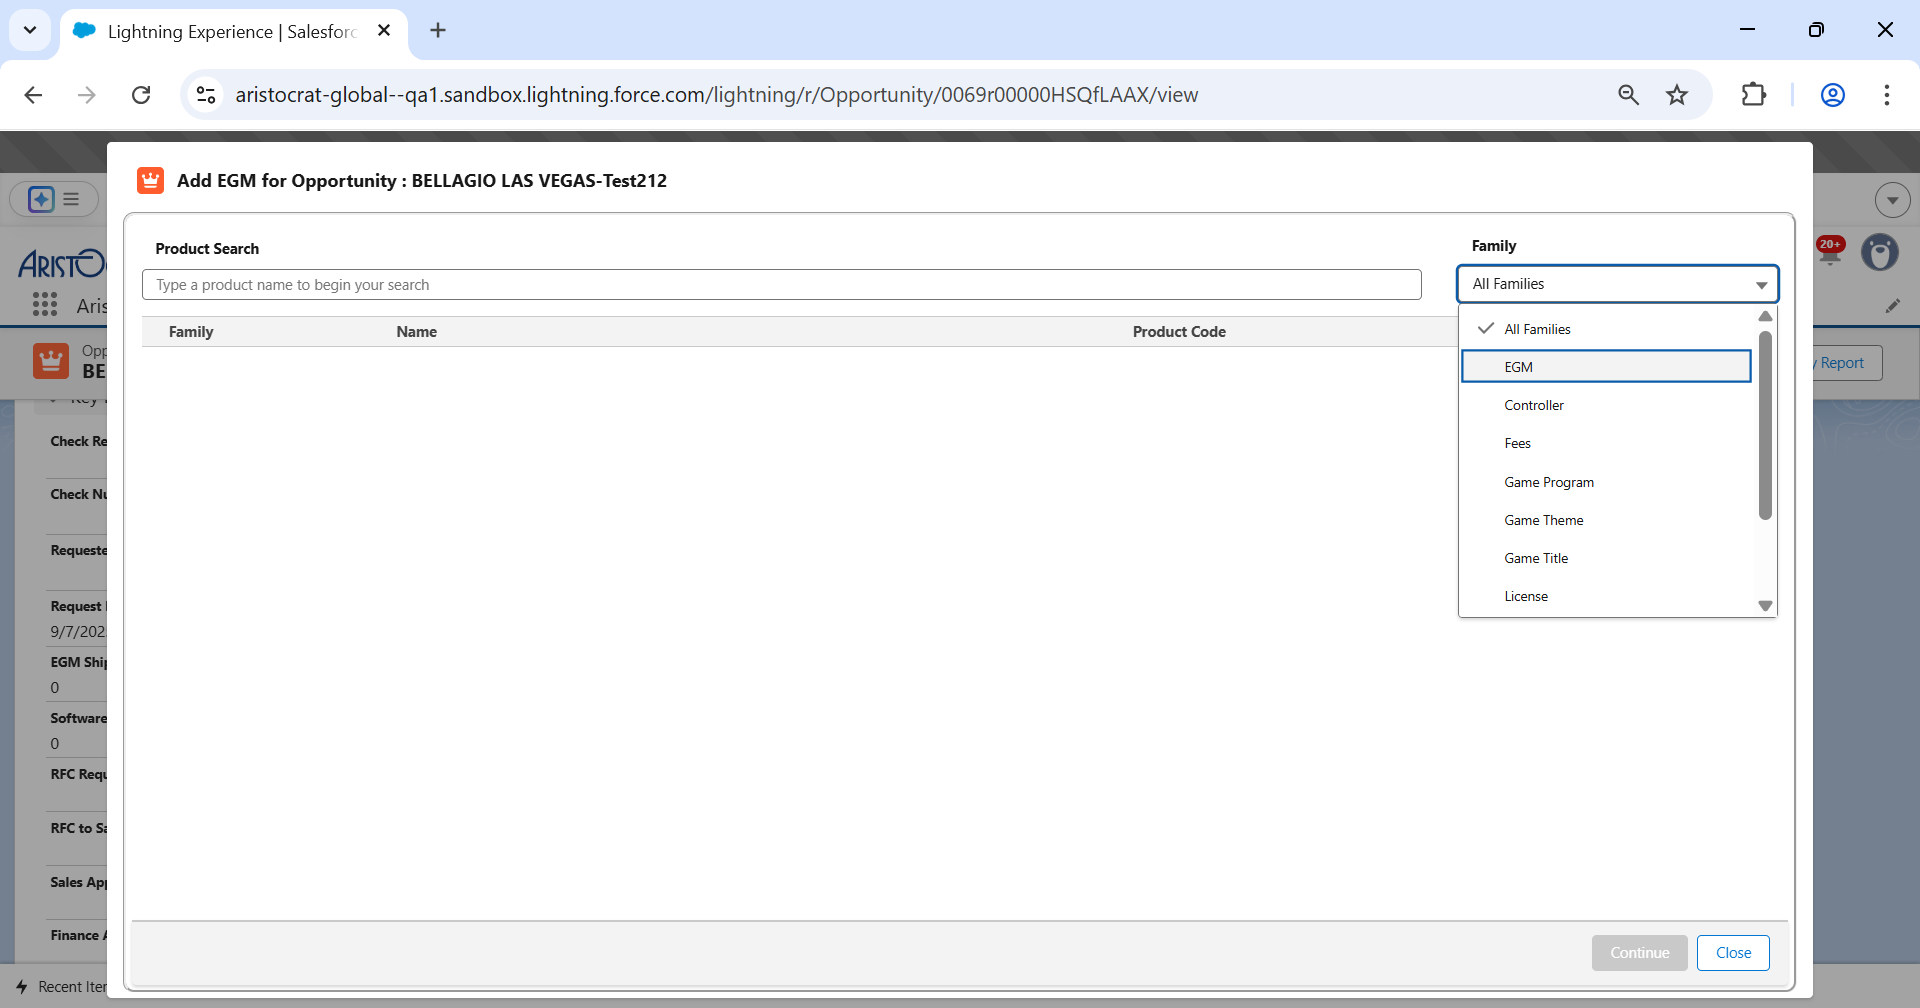 Lightning Experience | Salesforc
aristocrat-global--qa1.sandbox.lightning.force.com/lightning/r/Opportunity/0069r00000HSQfLAAX/view
Add EGM for Opportunity : BELLAGIO LAS VEGAS-Test212
Product Search
Family
Type a product name to begin your search
All Families
Family Name Product Code
All Families
EGM
Controller
Fees
Game Program
Game Theme
Game Title
License
Continue
Close
20+
ARISTOC
Aris
Opp
BE
y Report
Key
Check Re
Check Nu
Requeste
Request
9/7/202
EGM Ship
0
Software
0
RFC Requ
RFC to Sa
Sales App
Finance A
Recent Iter